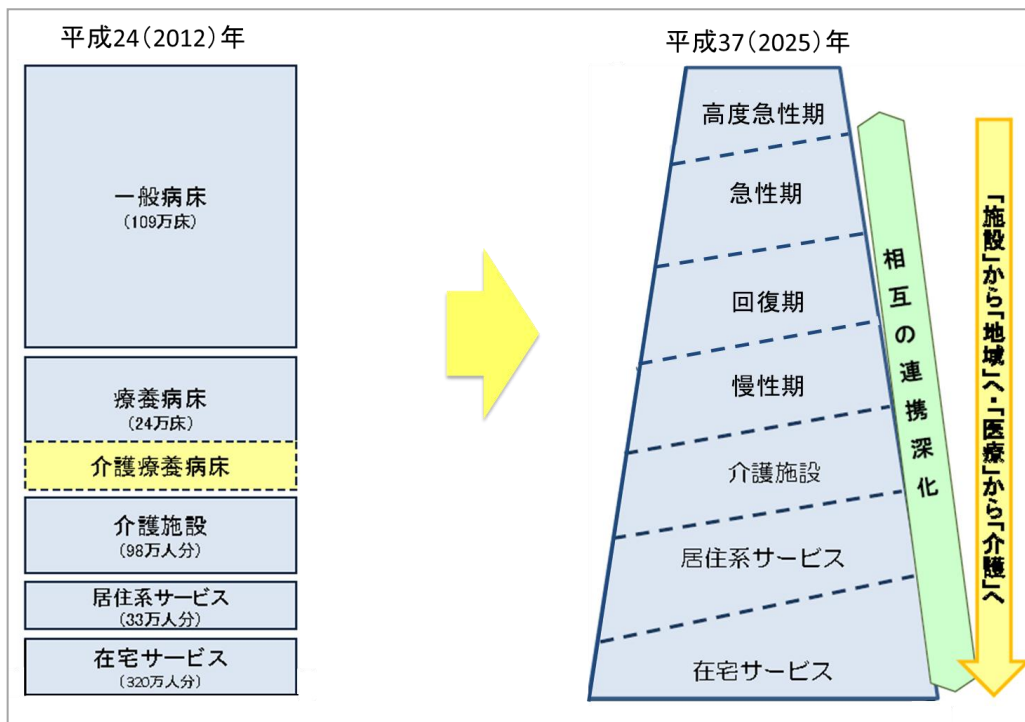 平成24(2012)年
一般病床
(109万床)
療養病床
(24万床)
介護療養病床
介護施設
(98万人分)
居住系サービス
(33万人分)
在宅サービス
(320万人分)
平成37(2025)年
高度急性期
急性期
回復期
慢性期
介護施設
居住系サービス
在宅サービス
相互の連携深化
「施設」から「地域」へ・「医療」から「介護」へ